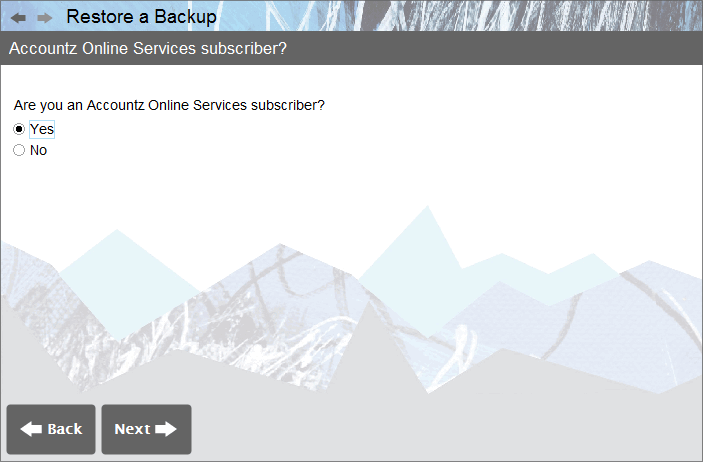 Restore a Backup
Accountz Online Services subscriber?
Are you an Accountz Online Services subscriber?
Yes
No
Back
Next